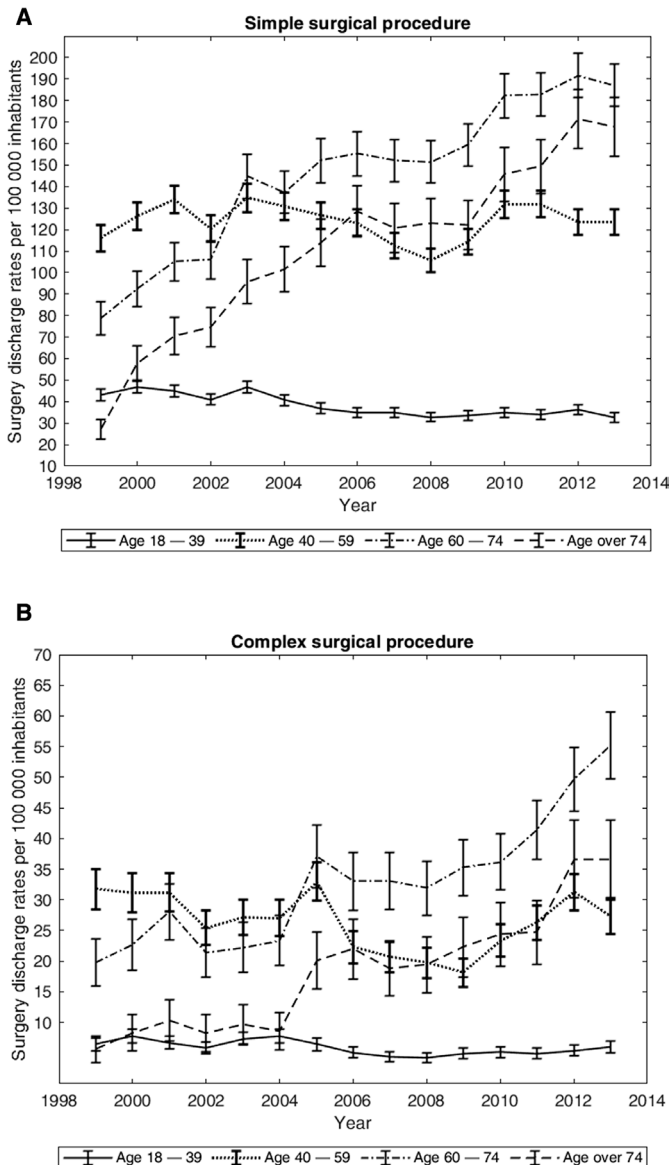 A
Simple surgical procedure
Surgery discharge rates per 100 000 inhabitants
200
190
180
170
160
150
140
130
120
110
100
90
80
70
60
50
40
30
20
10
1998 2000 2002 2004 2006 2008 2010 2012 2014
Year
Age 18 — 39 Age 40 — 59 Age 60 — 74 Age over 74
B
Complex surgical procedure
Surgery discharge rates per 100 000 inhabitants
70
65
60
55
50
45
40
35
30
25
20
15
10
1998 2000 2002 2004 2006 2008 2010 2012 2014
Year
Age 18 — 39 Age 40 — 59 Age 60 — 74 Age over 74